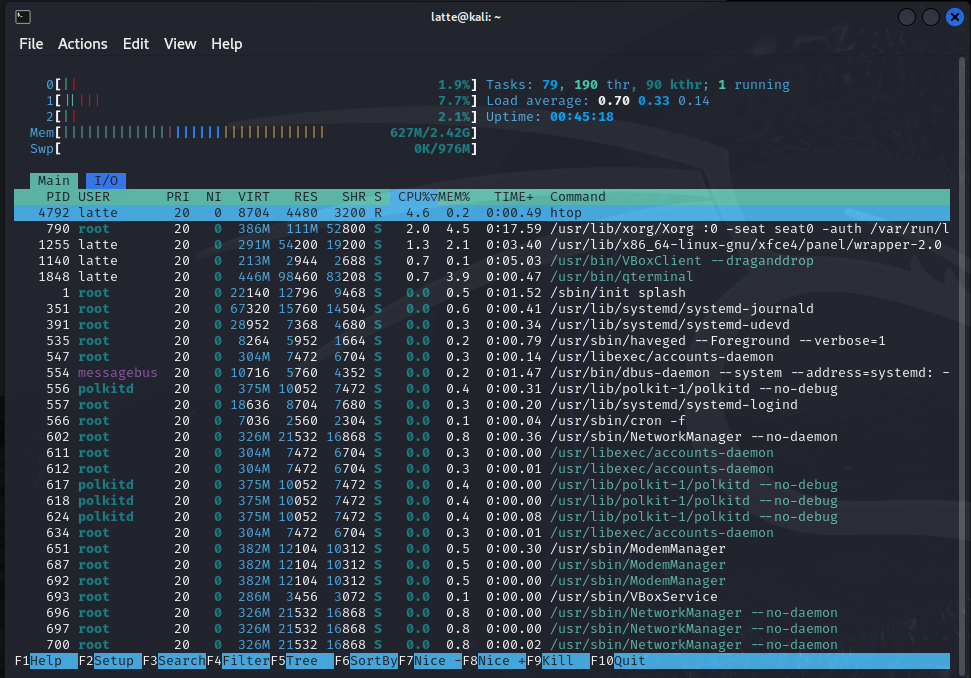 latte@kali: ~
File Actions Edit View Help
0[|| 1.9%] Tasks: 79, 190 thr, 90 kthr; 1 running
1[||||| 7.7%] Load average: 0.70 0.33 0.14
2[|| 2.1%] Uptime: 00:45:18
Mem[||||||||||||||||||||||||||||||||| 627M/2.42G]
Swp[ 0K/976M]
Main I/O
PID USER PRI NI VIRT RES SHR S CPU%▽MEM% TIME+ Command
4792 latte 20 0 8704 4480 3200 R 4.6 0.2 0:00.49 htop
790 root 20 0 386M 111M 52800 S 2.0 4.5 0:17.59 /usr/lib/xorg/Xorg :0 -seat seat0 -auth /var/run/l
1255 latte 20 0 291M 54200 19200 S 1.3 2.1 0:03.40 /usr/lib/x86_64-linux-gnu/xfce4/panel/wrapper-2.0
1140 latte 20 0 213M 2944 2688 S 0.7 0.1 0:05.03 /usr/bin/VBoxClient --draganddrop
1848 latte 20 0 446M 98460 83208 S 0.7 3.9 0:00.47 /usr/bin/qterminal
1 root 20 0 22140 12796 9468 S 0.0 0.5 0:01.52 /sbin/init splash
351 root 20 0 67320 15760 14504 S 0.0 0.6 0:00.41 /usr/lib/systemd/systemd-journald
391 root 20 0 28952 7368 4680 S 0.0 0.3 0:00.34 /usr/lib/systemd/systemd-udevd
535 root 20 0 8264 5952 1664 S 0.0 0.2 0:00.79 /usr/sbin/haveged --Foreground --verbose=1
547 root 20 0 304M 7472 6704 S 0.0 0.3 0:00.14 /usr/libexec/accounts-daemon
554 messagebus 20 0 10716 5760 4352 S 0.0 0.2 0:01.47 /usr/bin/dbus-daemon --system --address=systemd: -
556 polkitd 20 0 375M 10052 7472 S 0.0 0.4 0:00.31 /usr/lib/polkit-1/polkitd --no-debug
557 root 20 0 18636 8704 7680 S 0.0 0.3 0:00.20 /usr/lib/systemd/systemd-logind
566 root 20 0 7036 2560 2304 S 0.0 0.1 0:00.04 /usr/sbin/cron -f
602 root 20 0 326M 21532 16868 S 0.0 0.8 0:00.36 /usr/sbin/NetworkManager --no-daemon
611 root 20 0 304M 7472 6704 S 0.0 0.3 0:00.00 /usr/libexec/accounts-daemon
612 root 20 0 304M 7472 6704 S 0.0 0.3 0:00.01 /usr/libexec/accounts-daemon
617 polkitd 20 0 375M 10052 7472 S 0.0 0.4 0:00.00 /usr/lib/polkit-1/polkitd --no-debug
618 polkitd 20 0 375M 10052 7472 S 0.0 0.4 0:00.00 /usr/lib/polkit-1/polkitd --no-debug
624 polkitd 20 0 375M 10052 7472 S 0.0 0.4 0:00.08 /usr/lib/polkit-1/polkitd --no-debug
634 root 20 0 304M 7472 6704 S 0.0 0.3 0:00.01 /usr/libexec/accounts-daemon
651 root 20 0 382M 12104 10312 S 0.0 0.5 0:00.30 /usr/sbin/ModemManager
687 root 20 0 382M 12104 10312 S 0.0 0.5 0:00.00 /usr/sbin/ModemManager
692 root 20 0 382M 12104 10312 S 0.0 0.5 0:00.00 /usr/sbin/ModemManager
693 root 20 0 286M 3456 3072 S 0.0 0.1 0:00.00 /usr/sbin/VBoxService
696 root 20 0 326M 21532 16868 S 0.0 0.8 0:00.00 /usr/sbin/NetworkManager --no-daemon
697 root 20 0 326M 21532 16868 S 0.0 0.8 0:00.00 /usr/sbin/NetworkManager --no-daemon
700 root 20 0 326M 21532 16868 S 0.0 0.8 0:00.02 /usr/sbin/NetworkManager --no-daemon
F1Help F2Setup F3SearchF4FilterF5Tree F6SortByF7Nice -F8Nice +F9Kill F10Quit